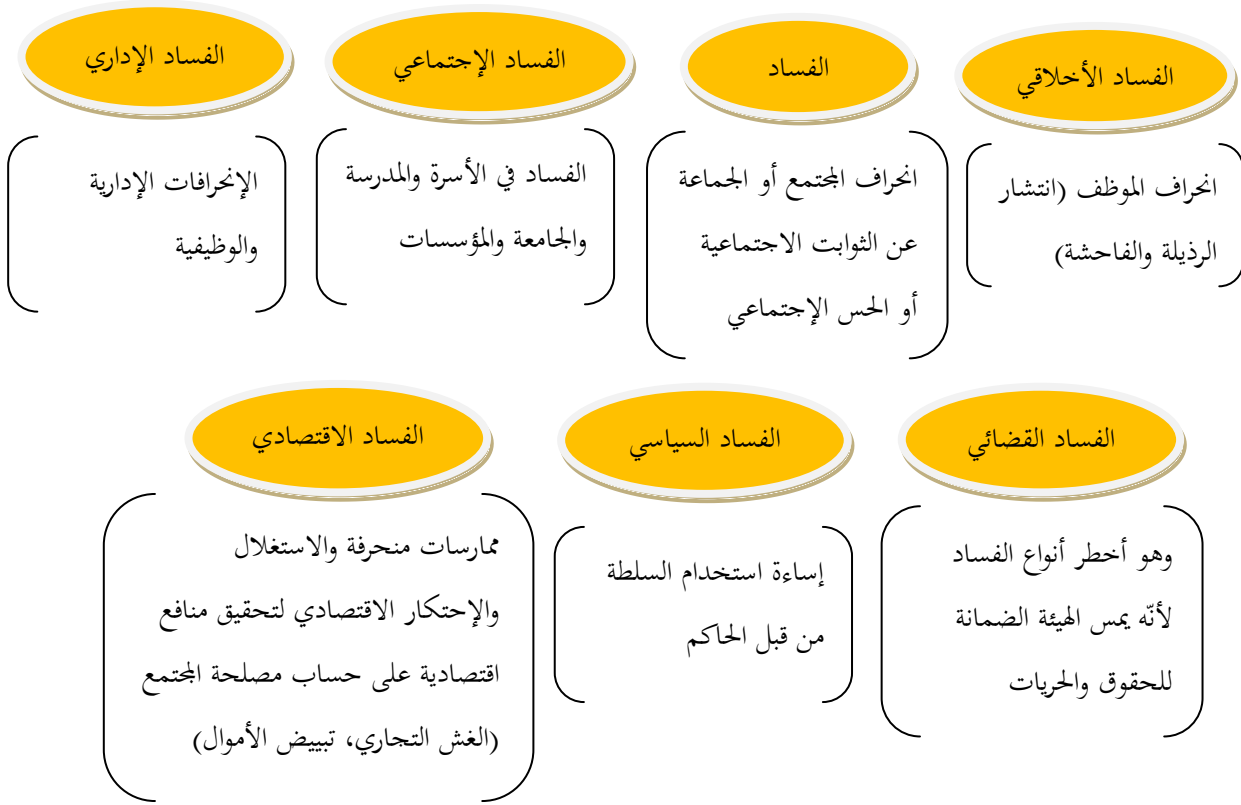 الفساد الأخلاقي
انحراف الموظف (انتشار
الرذيلة والفاحشة)
الفساد
انحراف المجتمع أو الجماعة
عن الثوابت الاجتماعية
أو الحس الإجتماعي
الفساد الإجتماعي
الفساد في الأسرة والمدرسة
والجامعة والمؤسسات
الفساد الإداري
الإنحرافات الإدارية
والوظيفية
الفساد القضائي
وهو أخطر أنواع الفساد
لأنّه يمس الهيئة الضمانة
للحقوق والحريات
الفساد السياسي
إساءة استخدام السلطة
من قبل الحاكم
الفساد الاقتصادي
ممارسات منحرفة والاستغلال
والإحتكار الاقتصادي لتحقيق منافع
اقتصادية على حساب مصلحة المجتمع
(الغش التجاري، تبييض الأموال)